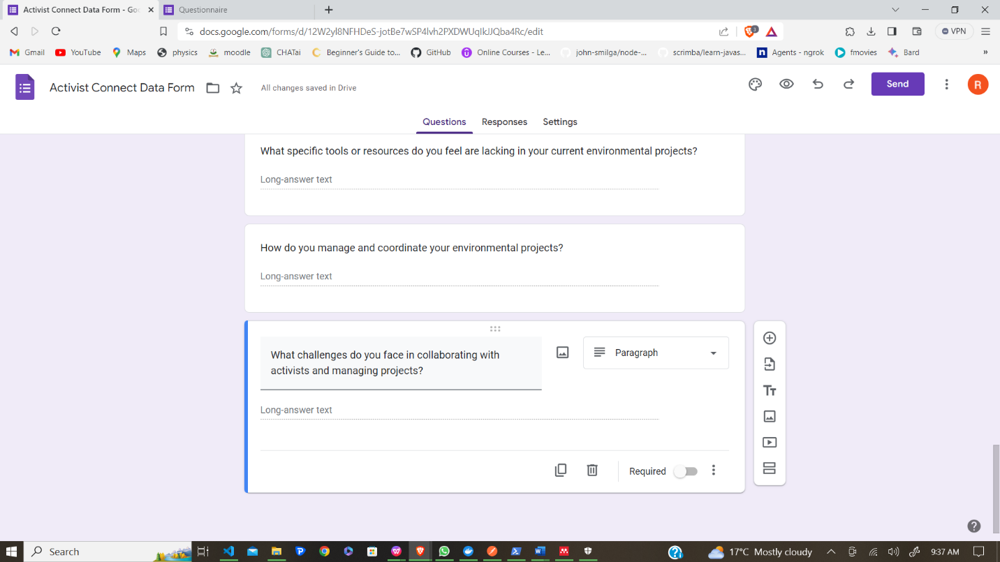 Activist Connect Data Form - Goo
Questionnaire
docs.google.com/forms/d/12W2yl8NFHDeS-jotBe7wSP4lvh2PXDWUqIkJJQba4Rc/edit
3
VPN
Gmail
YouTube
Maps
physics
moodle
CHATai
Beginner's Guide to...
GitHub
Online Courses - Le...
john-smilga/node-...
scrimba/learn-javas...
Agents - ngrok
fmovies
Bard
»
Activist Connect Data Form
All changes saved in Drive
Send
R
Questions
Responses
Settings
What specific tools or resources do you feel are lacking in your current environmental projects?
Long-answer text
How do you manage and coordinate your environmental projects?
Long-answer text
What challenges do you face in collaborating with
activists and managing projects?
Paragraph
Long-answer text
Required
Search
17°C Mostly cloudy
9:37 AM